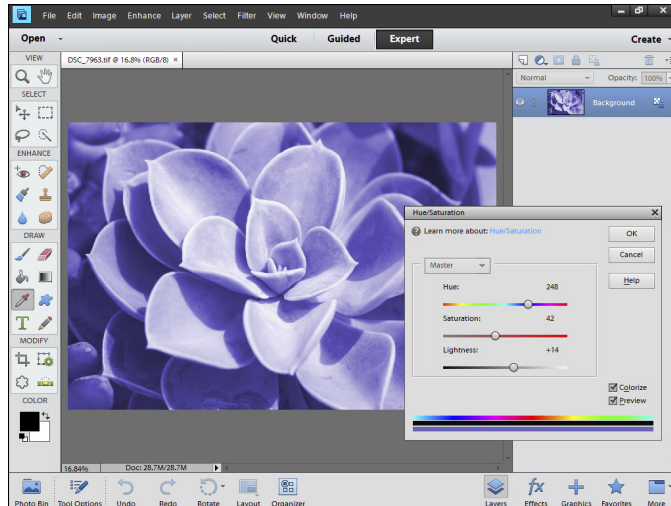 File Edit Image Enhance Layer Select Filter View Window Help
Open Quick Guided Expert Create
VIEW
DSC_7963.tif @ 16.8% (RGB/8) ×
Normal Opacity: 100%
SELECT
Background
ENHANCE
Hue/Saturation
Learn more about: Hue/Saturation
OK
Cancel
Help
Master
Hue: 248
Saturation: 42
Lightness: +14
Colorize
Preview
DRAW
T
MODIFY
COLOR
16.84% Doc: 28.7M/28.7M
Photo Bin Tool Options Undo Redo Rotate Layout Organizer Layers fx Effects Graphics Favorites More